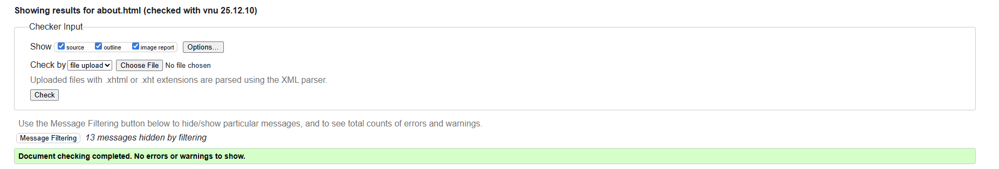 Showing results for about.html (checked with vnu 25.12.10)
Checker Input
Show source outline image report Options...
Check by file upload Choose File No file chosen
Uploaded files with .xhtml or .xht extensions are parsed using the XML parser.
Check
Use the Message Filtering button below to hide/show particular messages, and to see total counts of errors and warnings.
Message Filtering 13 messages hidden by filtering
Document checking completed. No errors or warnings to show.